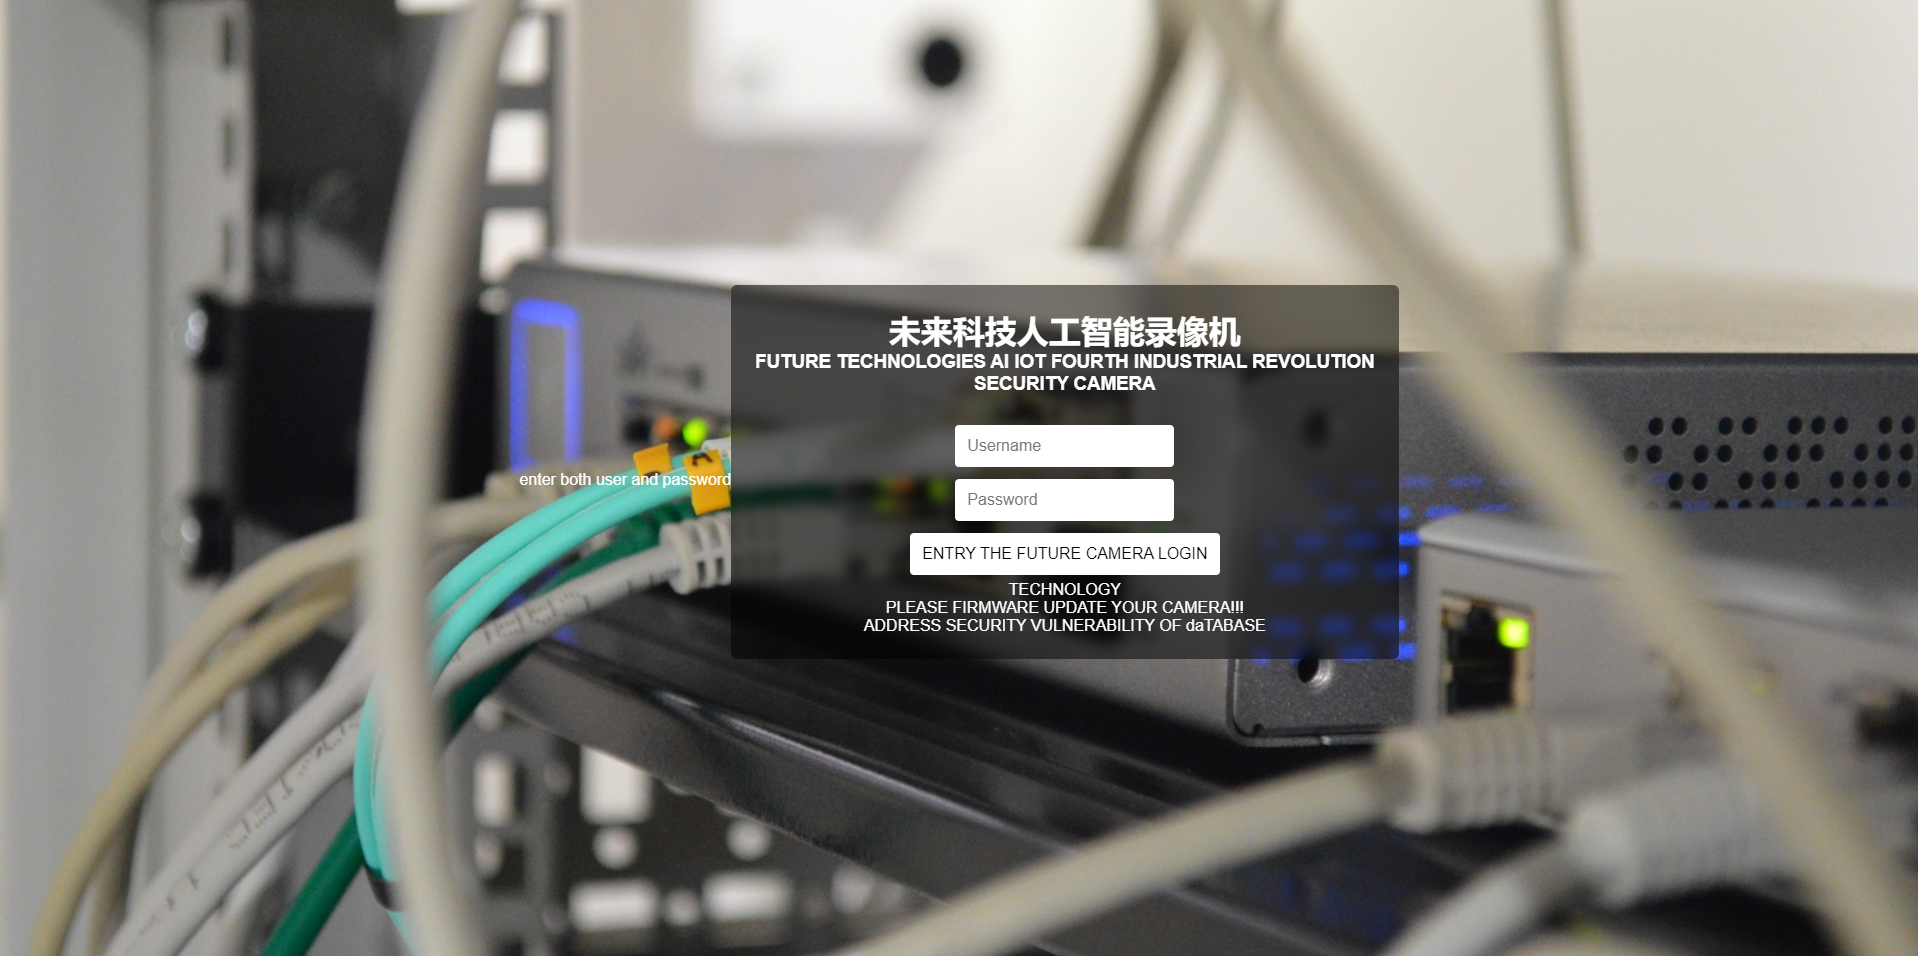 未来科技人工智能录像机
FUTURE TECHNOLOGIES AI IOT FOURTH INDUSTRIAL REVOLUTION
SECURITY CAMERA
Username
enter both user and password
Password
ENTRY THE FUTURE CAMERA LOGIN
TECHNOLOGY
PLEASE FIRMWARE UPDATE YOUR CAMERA!!!
ADDRESS SECURITY VULNERABILITY OF daTABASE